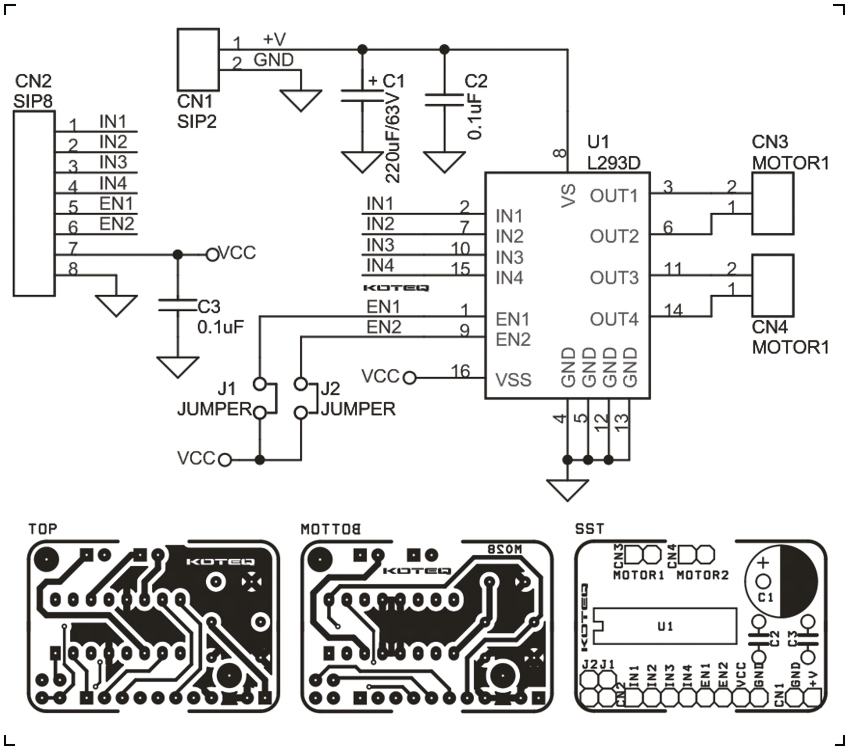 1 +V
2 GND
CN1
SIP2
CN2
SIP8
1 IN1
2 IN2
3 IN3
4 IN4
5 EN1
6 EN2
7 VCC
8
C3
0.1uF
+ C1
220uF/63V
C2
0.1uF
U1
L293D
8
VS
IN1 2 IN1
IN2 7 IN2
IN3 10 IN3
IN4 15 IN4
KOTEQ
EN1 1 EN1
EN2 9 EN2
VCC 16 VSS
OUT1 3 2
1
OUT2 6
OUT3 11 2
1
OUT4 14
GND GND GND GND
4 5 12 13
CN3
MOTOR1
CN4
MOTOR1
J1
JUMPER
J2
JUMPER
VCC
TOP
KOTEQ
MOTTOB
M028
KOTEQ
SST
CN3
MOTOR1
CN4
MOTOR2
+
C1
KOTEQ
U1
C2
C3
J2 J1
CN2
IN1 IN2 IN3 IN4 EN1 EN2 VCC GND
CN1
GND +V